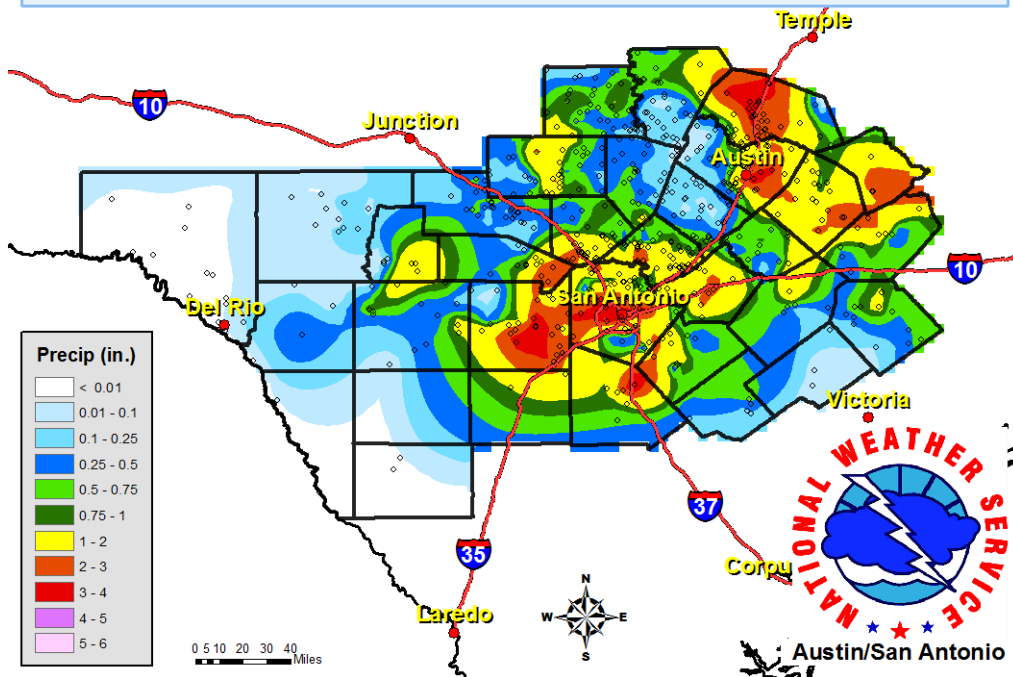 Temple
10
Junction
Austin
10
San Antonio
Del Rio
Precip (in.)
< 0.01
0.01 - 0.1
0.1 - 0.25
0.25 - 0.5
0.5 - 0.75
0.75 - 1
1 - 2
2 - 3
3 - 4
4 - 5
5 - 6
Victoria
NATIONAL WEATHER SERVICE
37
35
Corpu
N
W E
S
Laredo
0 5 10 20 30 40
Miles
Austin/San Antonio